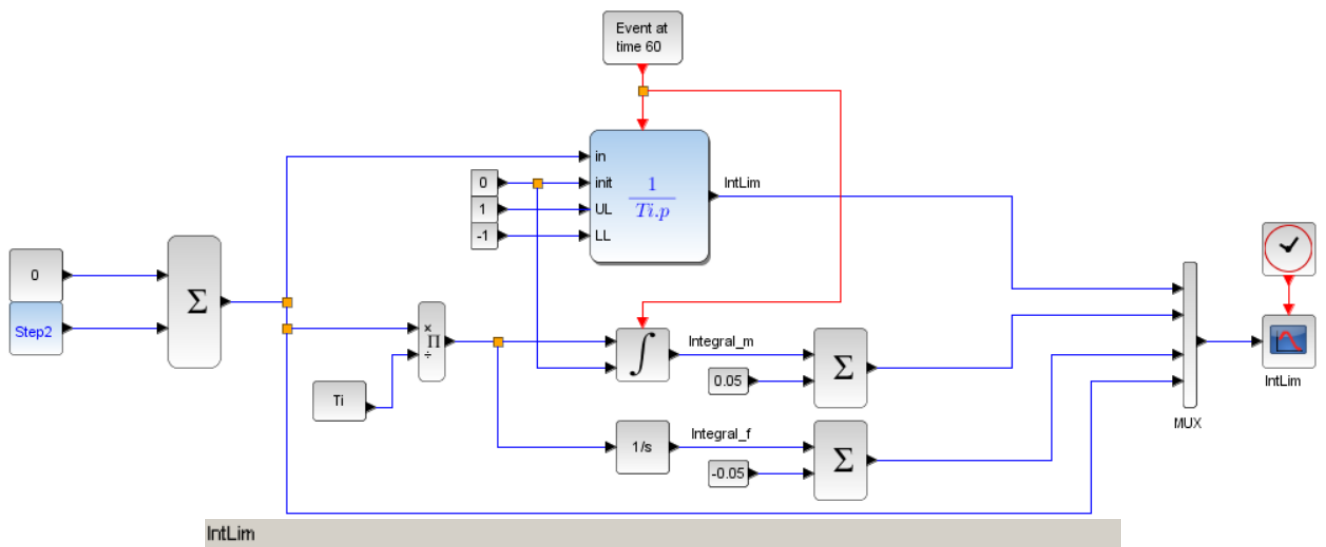 Event at
time 60
in
init
UL
LL
1
Ti.p
IntLim
0
1
-1
0
Step2
Σ
×
Π
÷
Ti
∫
Integral_m
0.05
Σ
1/s
Integral_f
-0.05
Σ
MUX
IntLim
IntLim